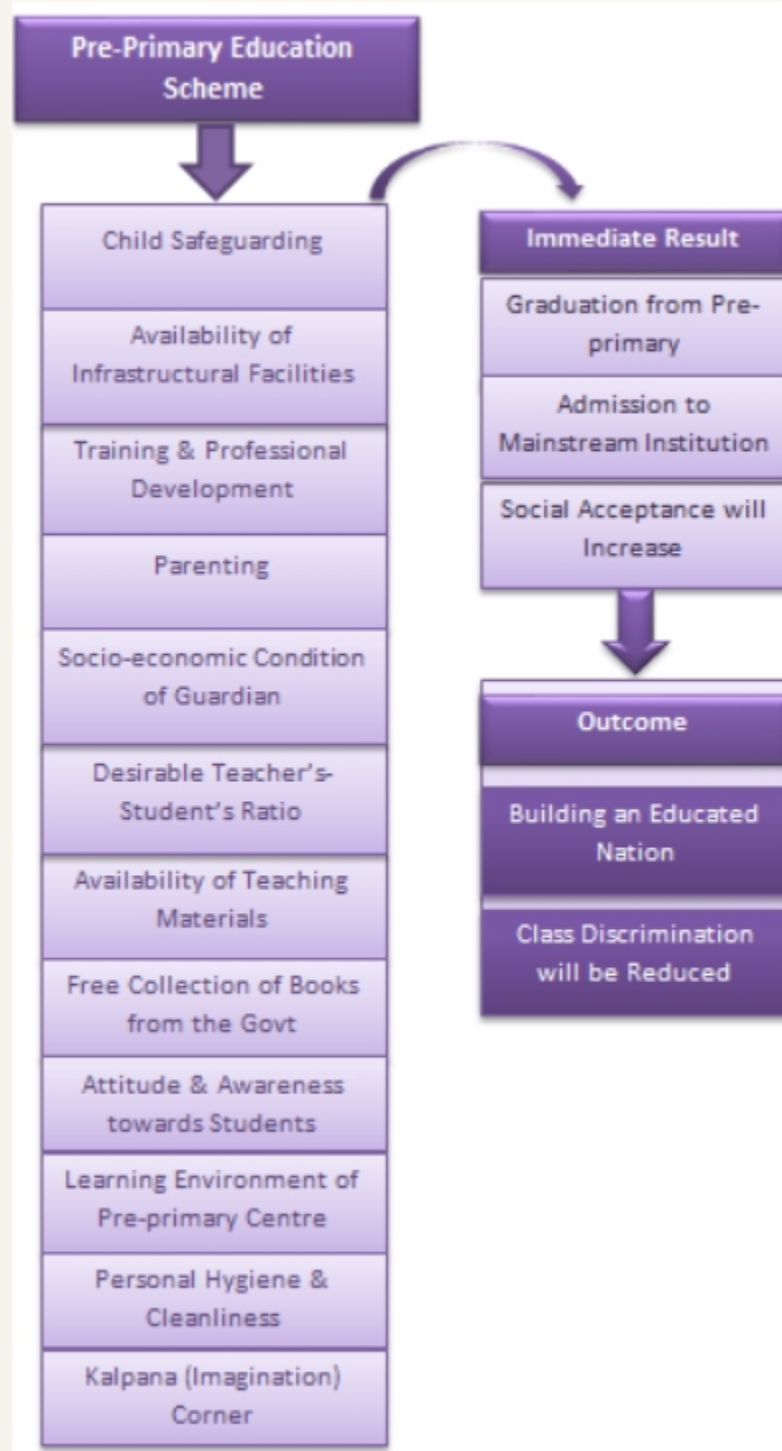 Pre-Primary Education
Scheme
Child Safeguarding
Availability of
Infrastructural Facilities
Training & Professional
Development
Parenting
Socio-economic Condition
of Guardian
Desirable Teacher's-
Student's Ratio
Availability of Teaching
Materials
Free Collection of Books
from the Govt
Attitude & Awareness
towards Students
Learning Environment of
Pre-primary Centre
Personal Hygiene &
Cleanliness
Kalpana (Imagination)
Corner
Immediate Result
Graduation from Pre-
primary
Admission to
Mainstream Institution
Social Acceptance will
Increase
Outcome
Building an Educated
Nation
Class Discrimination
will be Reduced